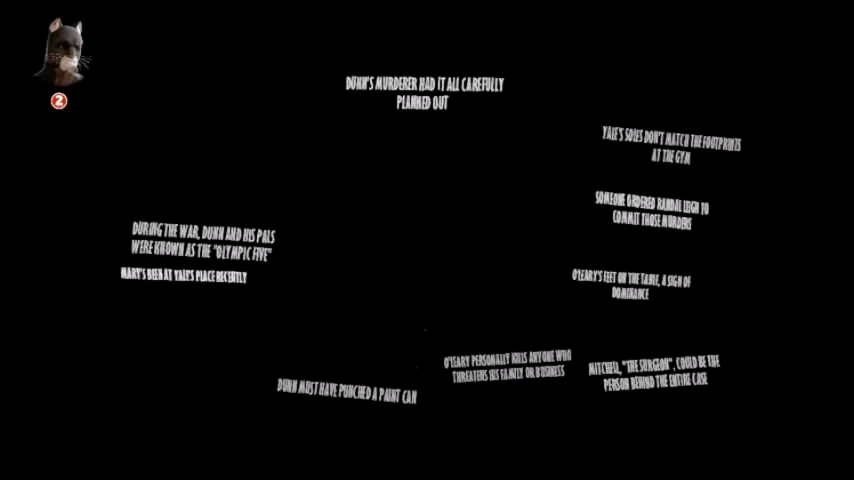 2
DUNN'S MURDERER HAD IT ALL CAREFULLY
PLANNED OUT
YALE'S SOLES DON'T MATCH THE FOOTPRINTS
AT THE GYM
SOMEONE ORDERED RANDAL LEIGH TO
COMMIT THOSE MURDERS
DURING THE WAR, DUNN AND HIS PALS
WERE KNOWN AS THE "OLYMPIC FIVE"
MARY'S BEEN AT YALE'S PLACE RECENTLY
O'LEARY'S FEET ON THE TABLE, A SIGN OF
DOMINANCE
O'LEARY PERSONALLY KILLS ANYONE WHO
THREATENS HIS FAMILY OR BUSINESS
MITCHELL, "THE SURGEON", COULD BE THE
PERSON BEHIND THE ENTIRE CASE
DUNN MUST HAVE PUNCHED A PAINT CAN